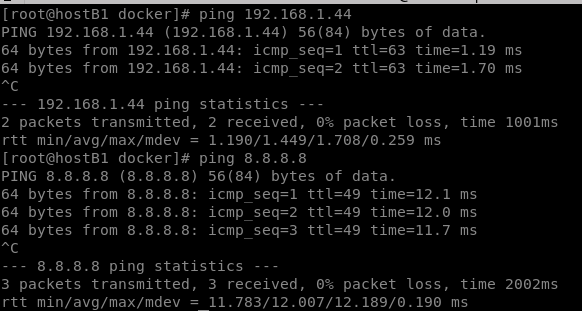 [root@hostB1 docker]# ping 192.168.1.44
PING 192.168.1.44 (192.168.1.44) 56(84) bytes of data.
64 bytes from 192.168.1.44: icmp_seq=1 ttl=63 time=1.19 ms
64 bytes from 192.168.1.44: icmp_seq=2 ttl=63 time=1.70 ms
^C
--- 192.168.1.44 ping statistics ---
2 packets transmitted, 2 received, 0% packet loss, time 1001ms
rtt min/avg/max/mdev = 1.190/1.449/1.708/0.259 ms
[root@hostB1 docker]# ping 8.8.8.8
PING 8.8.8.8 (8.8.8.8) 56(84) bytes of data.
64 bytes from 8.8.8.8: icmp_seq=1 ttl=49 time=12.1 ms
64 bytes from 8.8.8.8: icmp_seq=2 ttl=49 time=12.0 ms
64 bytes from 8.8.8.8: icmp_seq=3 ttl=49 time=11.7 ms
^C
--- 8.8.8.8 ping statistics ---
3 packets transmitted, 3 received, 0% packet loss, time 2002ms
rtt min/avg/max/mdev = 11.783/12.007/12.189/0.190 ms